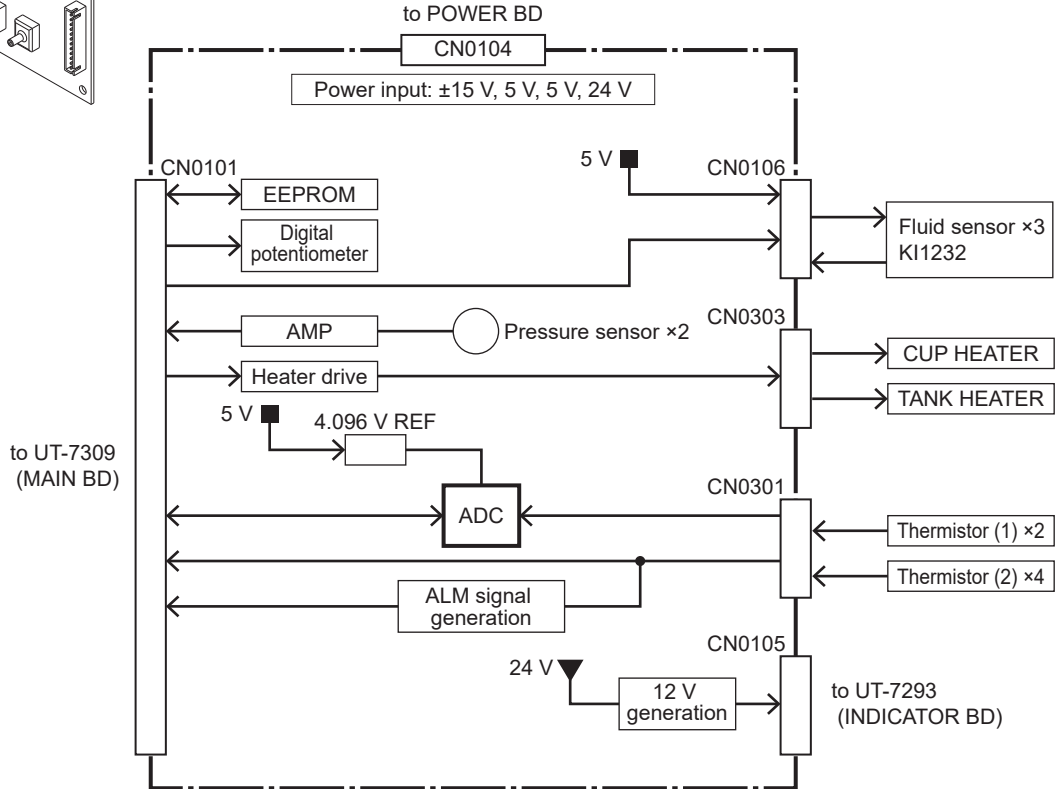 to POWER BD
CN0104
Power input: ±15 V, 5 V, 5 V, 24 V
5 V
CN0106
CN0101
EEPROM
Digital
potentiometer
Fluid sensor ×3
KI1232
AMP
Pressure sensor ×2
CN0303
Heater drive
CUP HEATER
TANK HEATER
5 V
4.096 V REF
to UT-7309
(MAIN BD)
ADC
CN0301
Thermistor (1) ×2
Thermistor (2) ×4
ALM signal
generation
CN0105
24 V
12 V
generation
to UT-7293
(INDICATOR BD)